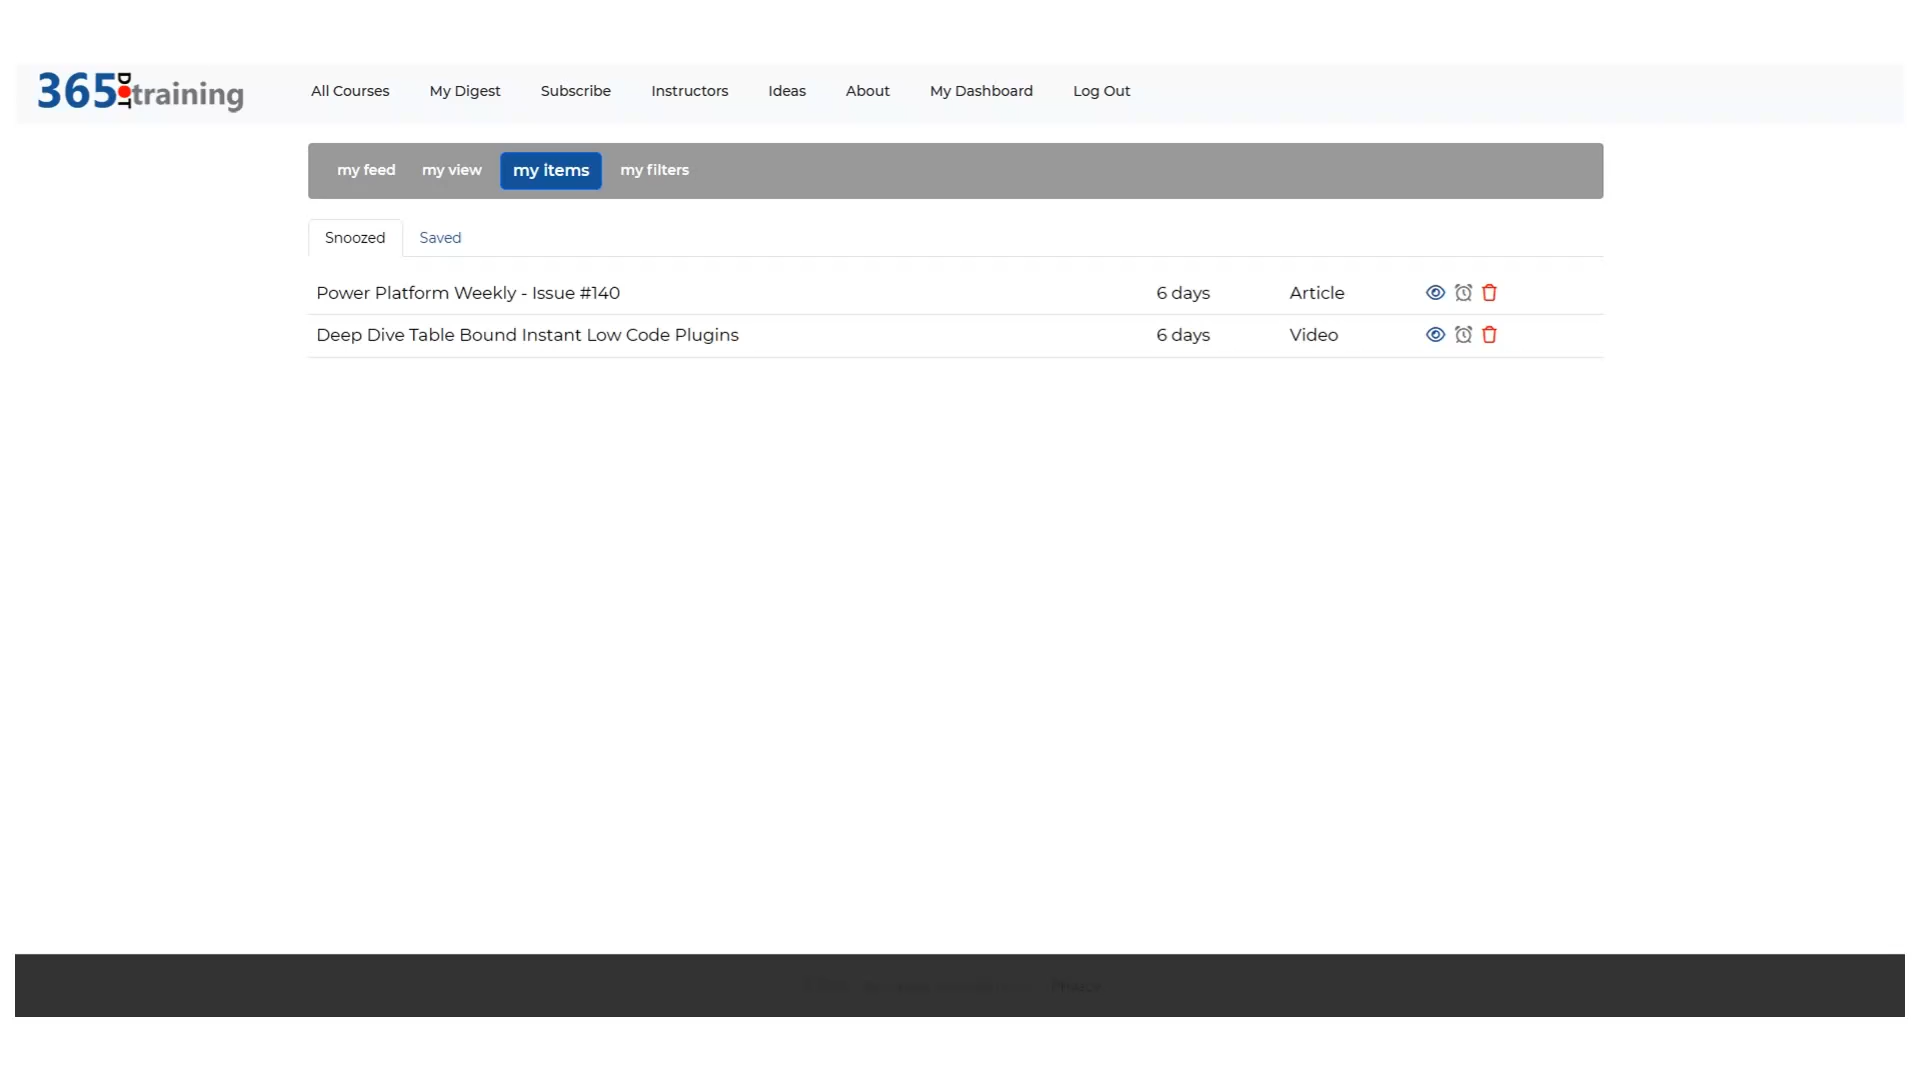 365 DOT training
All Courses My Digest Subscribe Instructors Ideas About My Dashboard Log Out
my feed my view my items my filters
Snoozed Saved
Power Platform Weekly - Issue #140 6 days Article
Deep Dive Table Bound Instant Low Code Plugins 6 days Video